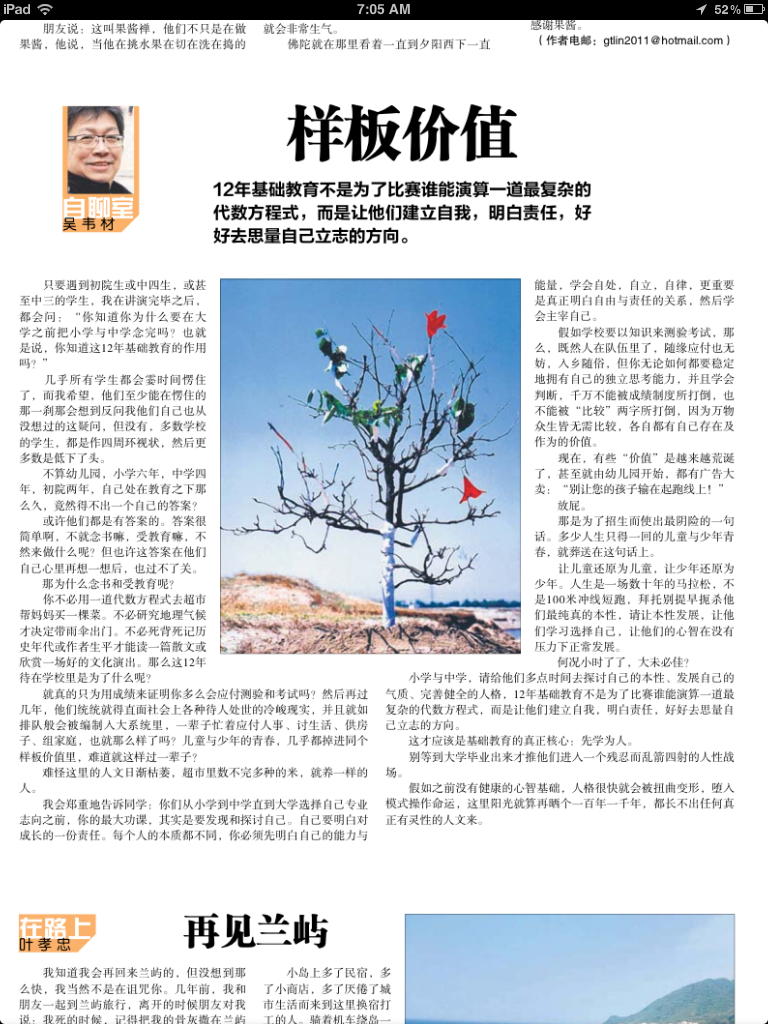 iPad
7:05 AM
52%
朋友说：这叫果酱禅，他们不只是在做
果酱，他说，当他在挑水果在切在洗在捣的
就会非常生气。
佛陀就在那里看着一直到夕阳西下一直
感谢果酱。
（作者电邮：gtlin2011@hotmail.com）
自聊室
吴韦材
样板价值
12年基础教育不是为了比赛谁能演算一道最复杂的
代数方程式，而是让他们建立自我，明白责任，好
好去思量自己立志的方向。
只要遇到初院生或中四生，或甚
至中三的学生，我在讲演完毕之后，
都会问：“你知道你为什么要在大
学之前把小学与中学念完吗？也就
是说，你知道这12年基础教育的作用
吗？”
几乎所有学生都会霎时间愣住
了，而我希望，他们至少能在愣住的
那一刹那会想到反问我他们自己也从
没想过的这疑问，但没有，多数学校
的学生，都是作四周环视状，然后更
多数是低下了头。
不算幼儿园，小学六年，中学四
年，初院两年，自己处在教育之下那
么久，竟然得不出一个自己的答案？
或许他们都是有答案的。答案很
简单啊，不就念书嘛，受教育嘛，不
然来做什么呢？但也许这答案在他们
自己心里再想一想后，也过不了关。
那为什么念书和受教育呢？
你不必用一道代数方程式去超市
帮妈妈买一棵菜。不必研究地理气候
才决定带雨伞出门。不必死背死记历
史年代或作者生平才能读一篇散文或
欣赏一场好的文化演出。那么这12年
待在学校里是为了什么呢？
就真的只为用成绩来证明你多么会应付测验和考试吗？然后再过
几年，他们统统就得直面社会上各种待人处世的冷峻现实，并且就如
排队般会被编制入大系统里，一辈子忙着应付人事、讨生活、供房
子、组家庭，也就那么样了吗？儿童与少年的青春，几乎都掉进同个
样板价值里，难道就这样过一辈子？
难怪这里的人文日渐枯萎，超市里数不完多种的米，就养一样的
人。
我会郑重地告诉同学：你们从小学到中学直到大学选择自己专业
志向之前，你的最大功课，其实是要发现和探讨自己。自己要明白对
成长的一份责任。每个人的本质都不同，你必须先明白自己的能力与
能量，学会自处，自立，自律，更重要
是真正明白自由与责任的关系，然后学
会主宰自己。
假如学校要以知识来测验考试，那
么，既然人在队伍里了，随缘应付也无
妨，入乡随俗，但你无论如何都要稳定
地拥有自己的独立思考能力，并且学会
判断，千万不能被成绩制度所打倒，也
不能被“比较”两字所打倒，因为万物
众生皆无需比较，各自都有自己存在及
作为的价值。
现在，有些“价值”是越来越荒诞
了，甚至就由幼儿园开始，都有广告大
卖：“别让您的孩子输在起跑线上！”
放屁。
那是为了招生而使出最阴险的一句
话。多少人生只得一回的儿童与少年青
春，就葬送在这句话上。
让儿童还原为儿童，让少年还原为
少年。人生是一场数十年的马拉松，不
是100米冲线短跑，拜托别提早扼杀他
们最纯真的本性，请让本性发展，让他
们学习选择自己，让他们的心智在没有
压力下正常发展。
何况小时了了，大未必佳？
小学与中学，请给他们多点时间去探讨自己的本性、发展自己的
气质、完善健全的人格，12年基础教育不是为了比赛谁能演算一道最
复杂的代数方程式，而是让他们建立自我，明白责任，好好去思量自
己立志的方向。
这才应该是基础教育的真正核心：先学为人。
别等到大学毕业出来才推他们进入一个残忍而乱箭四射的人性战
场。
假如之前没有健康的心智基础，人格很快就会被扭曲变形，堕入
模式操作命运，这里阳光就算再晒个一百年一千年，都长不出任何真
正有灵性的人文来。
在路上
叶孝忠
再见兰屿
我知道我会再回来兰屿的，但没想到那
么快，我当然不是在诅咒你。几年前，我和
朋友一起到兰屿旅行，离开的时候朋友对我
说：我死的时候，记得把我的骨灰撒在兰屿
小岛上多了民宿，多
了小商店，多了厌倦了城
市生活而来到这里换宿打
工的人。骑着机车绕岛一